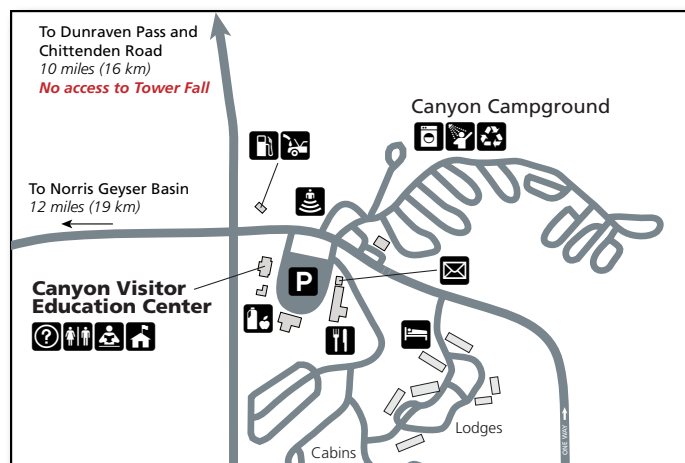 To Dunraven Pass and
Chittenden Road
10 miles (16 km)
No access to Tower Fall
Canyon Campground
To Norris Geyser Basin
12 miles (19 km)
P
Canyon Visitor
Education Center
?
Lodges
Cabins
ONE WAY